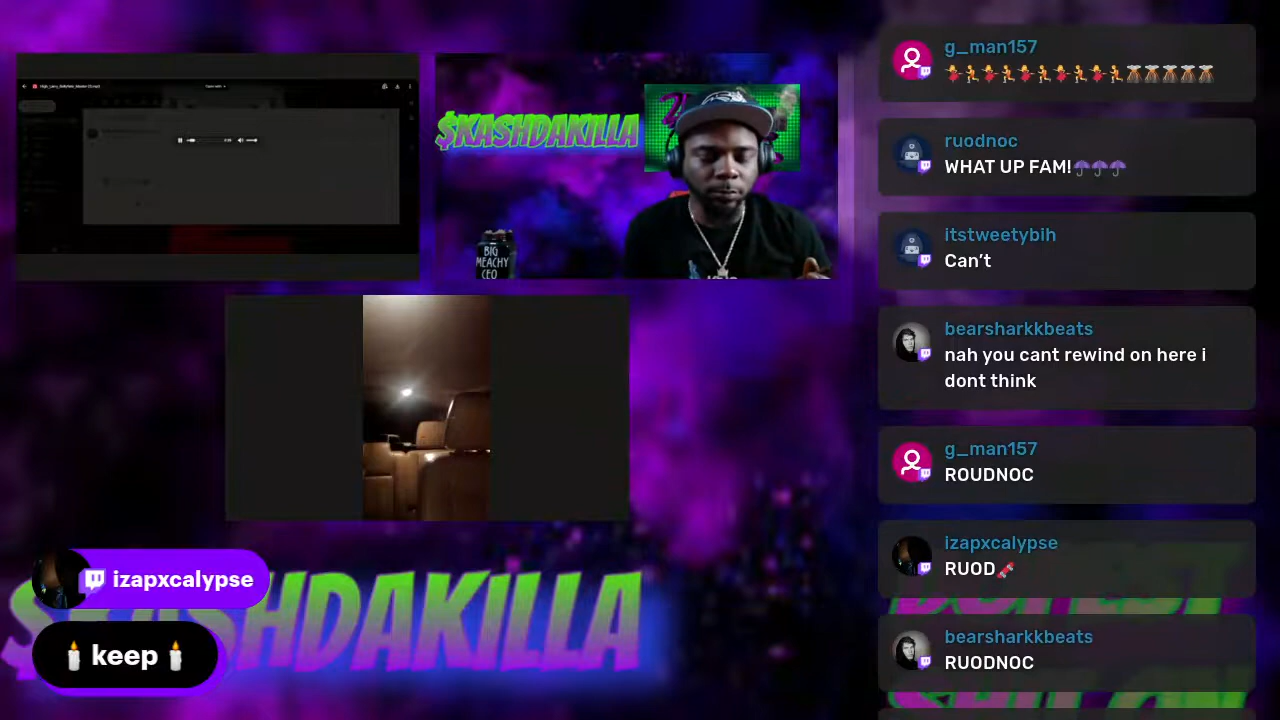 $KASHDAKILLA
BIG
MEACHY
CEO
g_man157
💃🏃💃🏃💃🏃💃🏃💃🏃
ruodnoc
WHAT UP FAM!☂☂☂
itstweetybih
Can’t
bearsharkkbeats
nah you cant rewind on here i
dont think
g_man157
ROUDNOC
izapxcalypse
RUOD🧨
bearsharkkbeats
RUODNOC
izapxcalypse
🕯️ keep 🕯️
$KASHDAKILLA